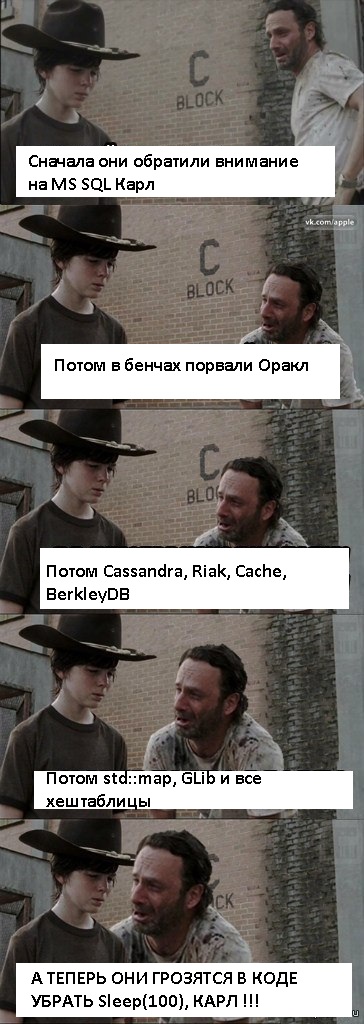 C
BLOCK
Сначала они обратили внимание
на MS SQL Карл
vk.com/apple
C
BLOCK
Потом в бенчах порвали Оракл
C
Потом Cassandra, Riak, Cache,
BerkleyDB
Потом std::map, GLib и все
хештаблицы
А ТЕПЕРЬ ОНИ ГРОЗЯТСЯ В КОДЕ
УБРАТЬ Sleep(100), КАРЛ !!!